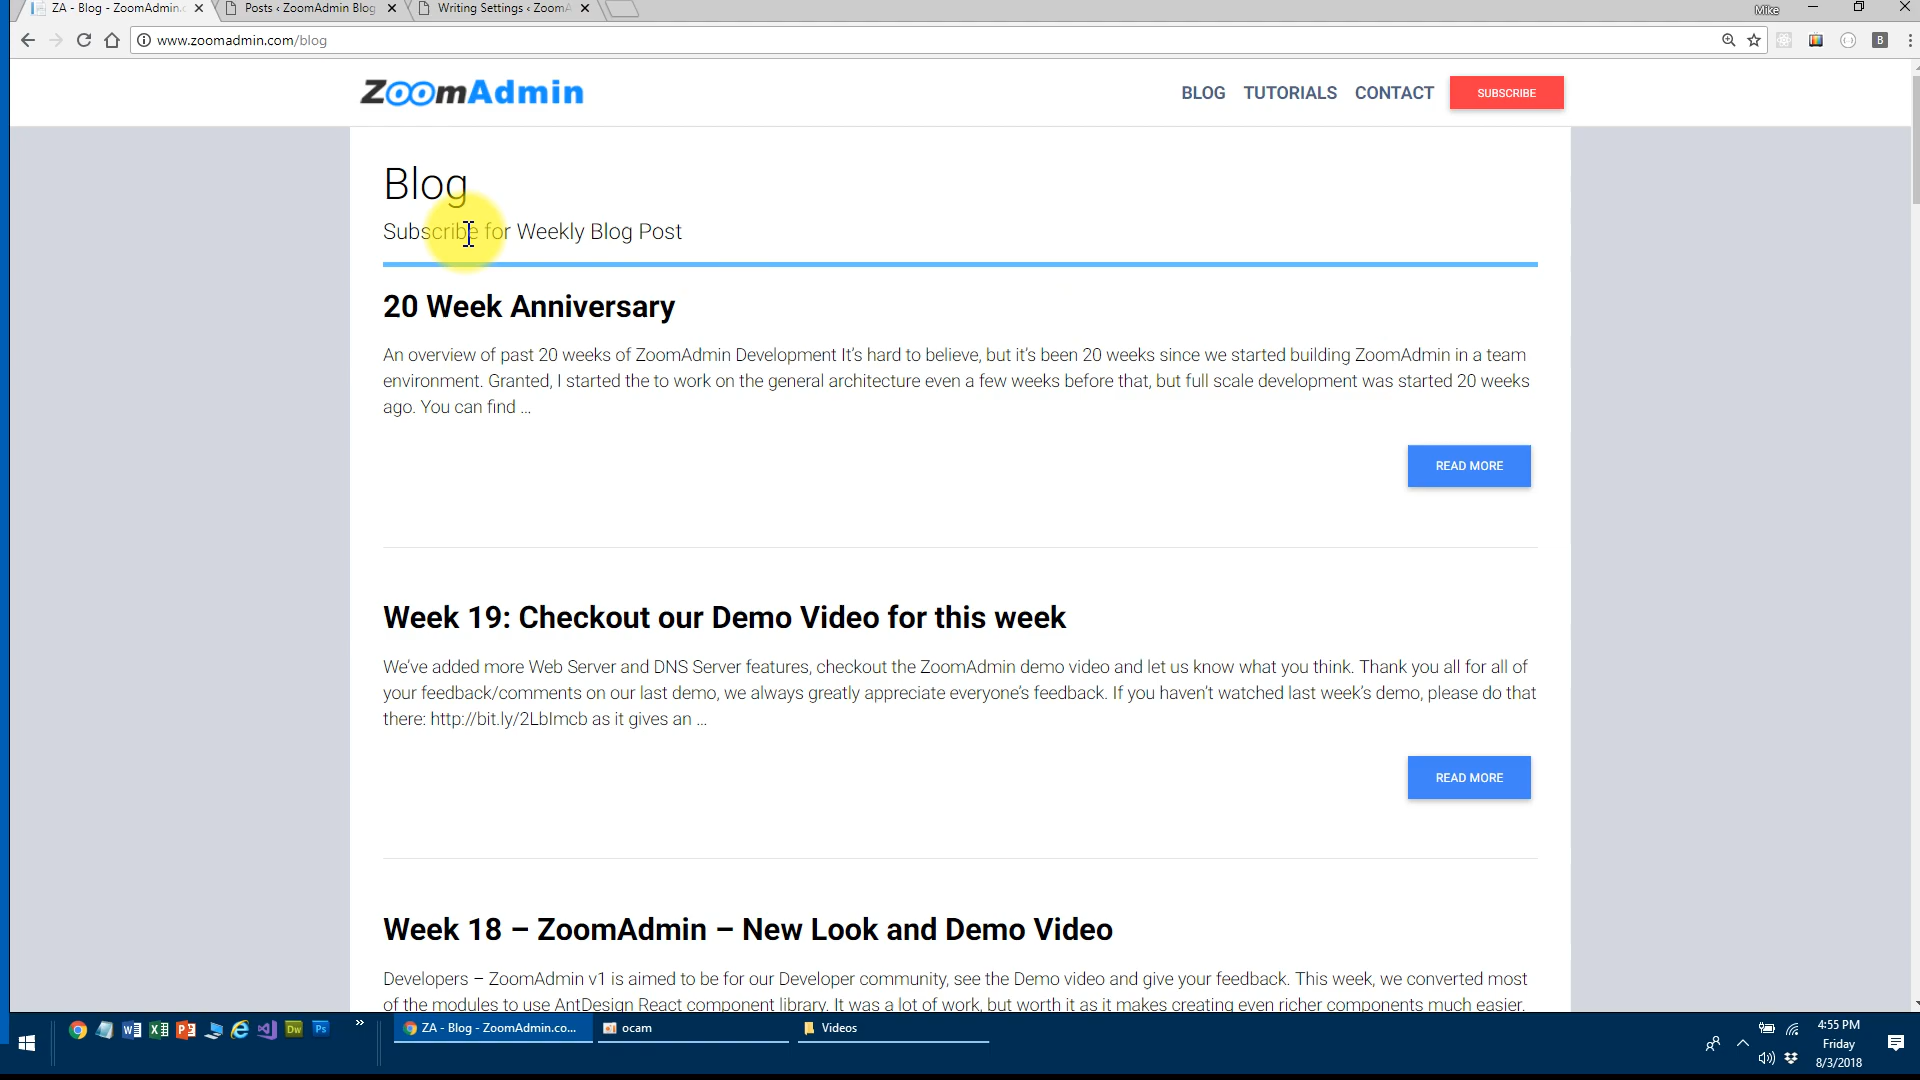 ZA - Blog - ZoomAdmin.c
Posts ‹ ZoomAdmin Blog
Writing Settings ‹ ZoomA
Mike
www.zoomadmin.com/blog
B
ZoomAdmin
BLOG TUTORIALS CONTACT SUBSCRIBE
Blog
Subscribe for Weekly Blog Post
20 Week Anniversary
An overview of past 20 weeks of ZoomAdmin Development It's hard to believe, but it's been 20 weeks since we started building ZoomAdmin in a team
environment. Granted, I started the to work on the general architecture even a few weeks before that, but full scale development was started 20 weeks
ago. You can find ...
READ MORE
Week 19: Checkout our Demo Video for this week
We've added more Web Server and DNS Server features, checkout the ZoomAdmin demo video and let us know what you think. Thank you all for all of
your feedback/comments on our last demo, we always greatly appreciate everyone's feedback. If you haven't watched last week's demo, please do that
there: http://bit.ly/2LbImcb as it gives an ...
READ MORE
Week 18 – ZoomAdmin – New Look and Demo Video
Developers – ZoomAdmin v1 is aimed to be for our Developer community, see the Demo video and give your feedback. This week, we converted most
of the modules to use AntDesign React component library. It was a lot of work, but worth it as it makes creating even richer components much easier.
Dw
Ps
»
ZA - Blog - ZoomAdmin.co...
ocam
Videos
4:55 PM
Friday
8/3/2018